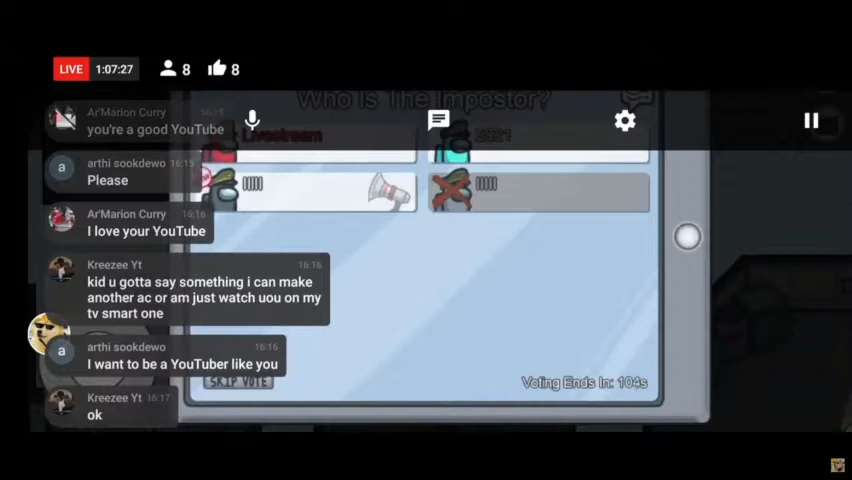 LIVE 1:07:27 8 8
Who Is The Impostor?
Ar'Marion Curry
you're a good YouTube
Livestream
arthi sookdewo 16:15
Please
IIIII
IIIII
Ar'Marion Curry 16:16
I love your YouTube
Kreezee Yt 16:16
kid u gotta say something i can make
another ac or am just watch uou on my
tv smart one
arthi sookdewo 16:16
I want to be a YouTuber like you
SKIP VOTE
Voting Ends In: 104s
Kreezee Yt 16:17
ok